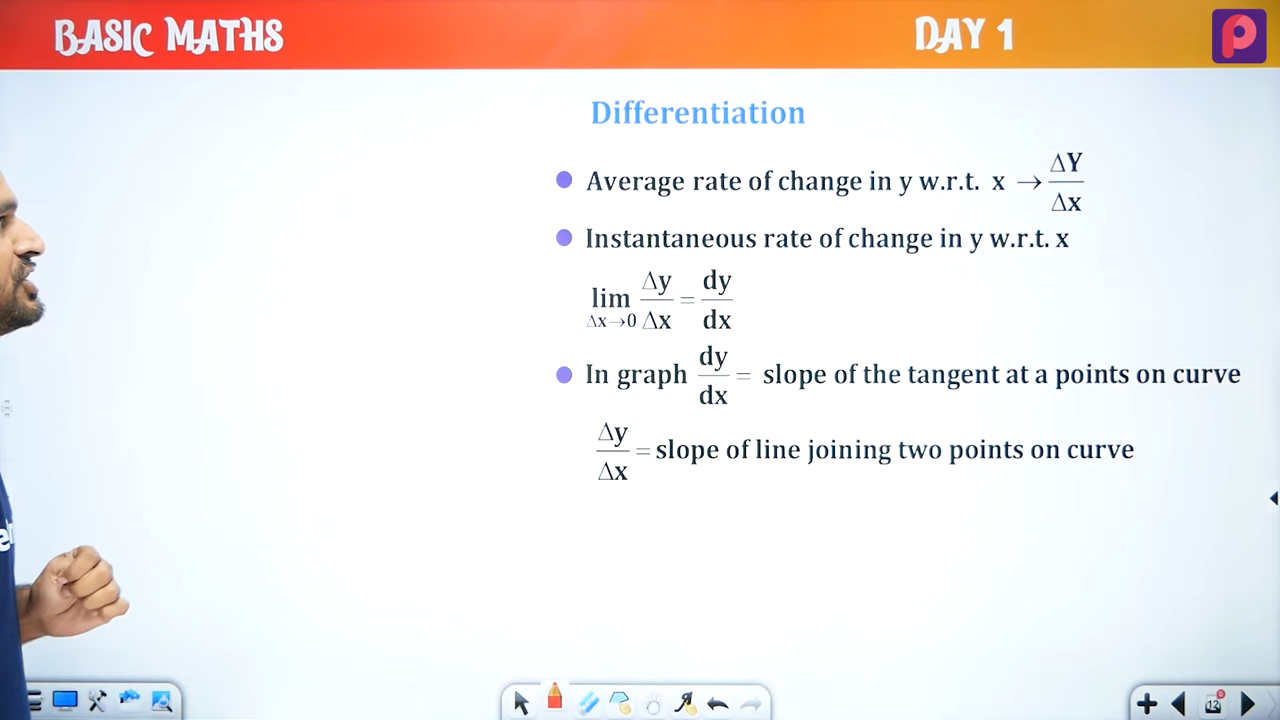 BASIC MATHS
DAY 1
Differentiation
Average rate of change in y w.r.t. x → ΔY/Δx
Instantaneous rate of change in y w.r.t. x
lim Δx→0 Δy/Δx = dy/dx
In graph dy/dx = slope of the tangent at a points on curve
Δy/Δx = slope of line joining two points on curve
12